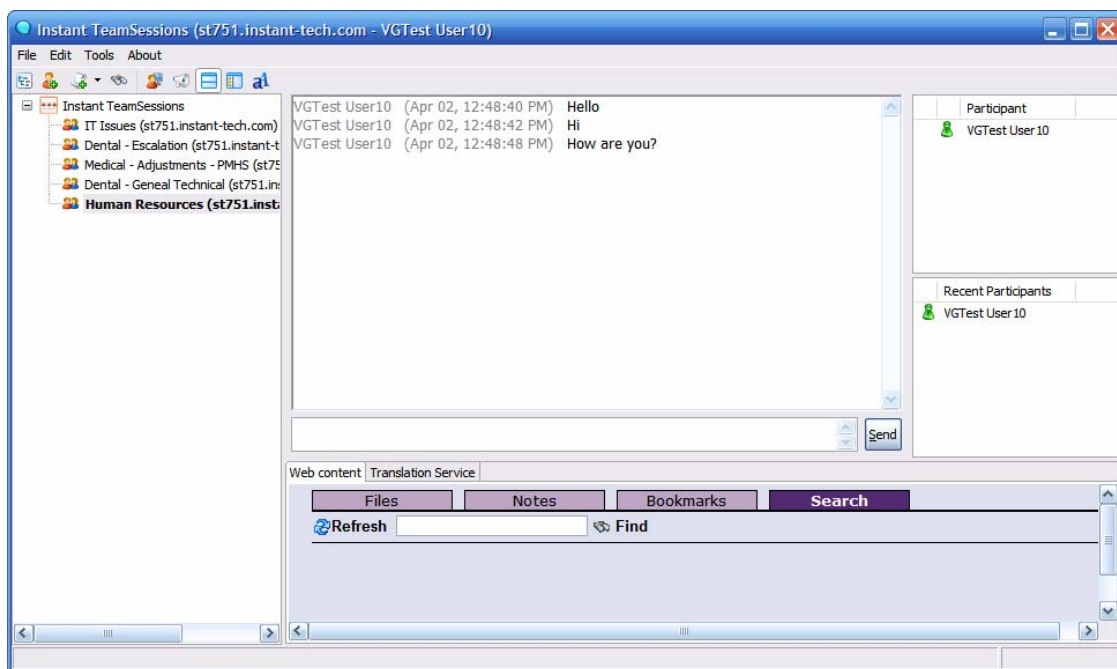 Instant TeamSessions (st751.instant-tech.com - VGTest User10)
File Edit Tools About
Instant TeamSessions
IT Issues (st751.instant-tech.com)
Dental - Escalation (st751.instant-t
Medical - Adjustments - PMHS (st75
Dental - Geneal Technical (st751.in
Human Resources (st751.inst
VGTest User10 (Apr 02, 12:48:40 PM) Hello
VGTest User10 (Apr 02, 12:48:42 PM) Hi
VGTest User10 (Apr 02, 12:48:48 PM) How are you?
Send
Participant
VGTest User10
Recent Participants
VGTest User10
Web content Translation Service
Files Notes Bookmarks Search
Refresh Find